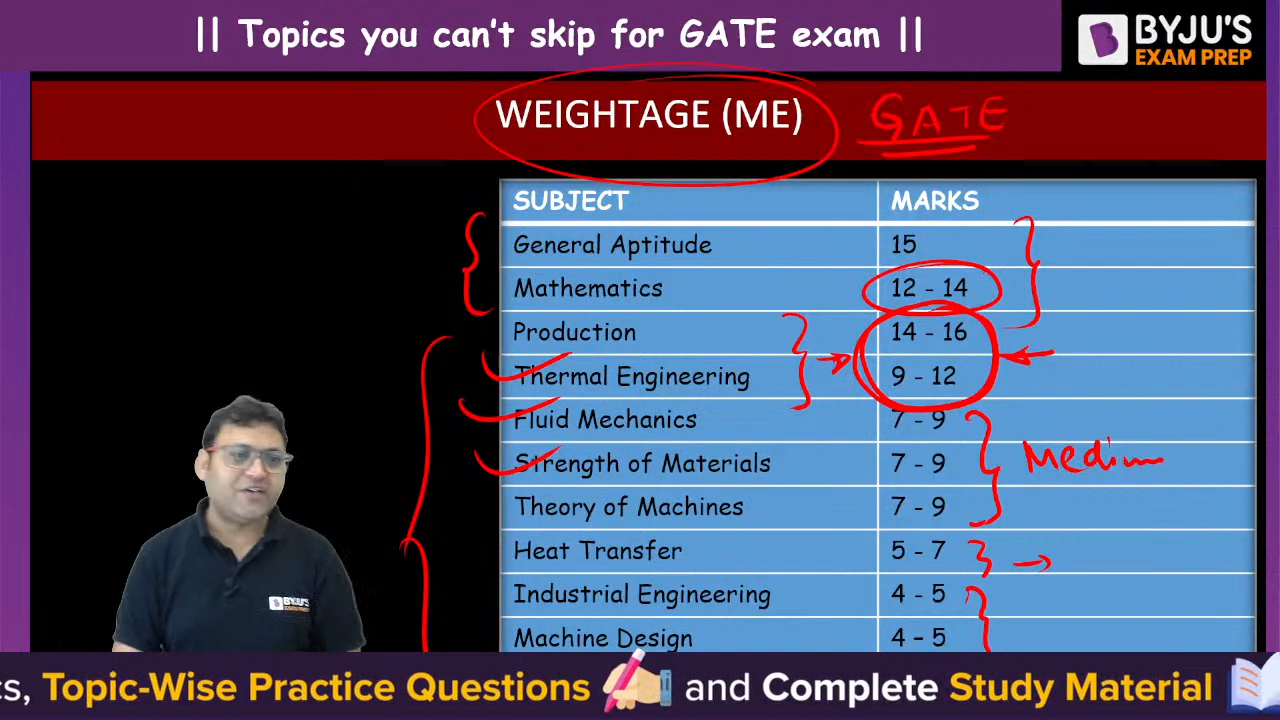 || Topics you can't skip for GATE exam ||
BYJU'S
EXAM PREP
WEIGHTAGE (ME)
GATE
SUBJECT MARKS
General Aptitude 15
Mathematics 12 - 14
Production 14 - 16
Thermal Engineering 9 - 12
Fluid Mechanics 7 - 9
Strength of Materials 7 - 9
Medium
Theory of Machines 7 - 9
Heat Transfer 5 - 7
Industrial Engineering 4 - 5
Machine Design 4 - 5
BYJU'S
EXAM PREP
Topic-Wise Practice Questions and Complete Study Material